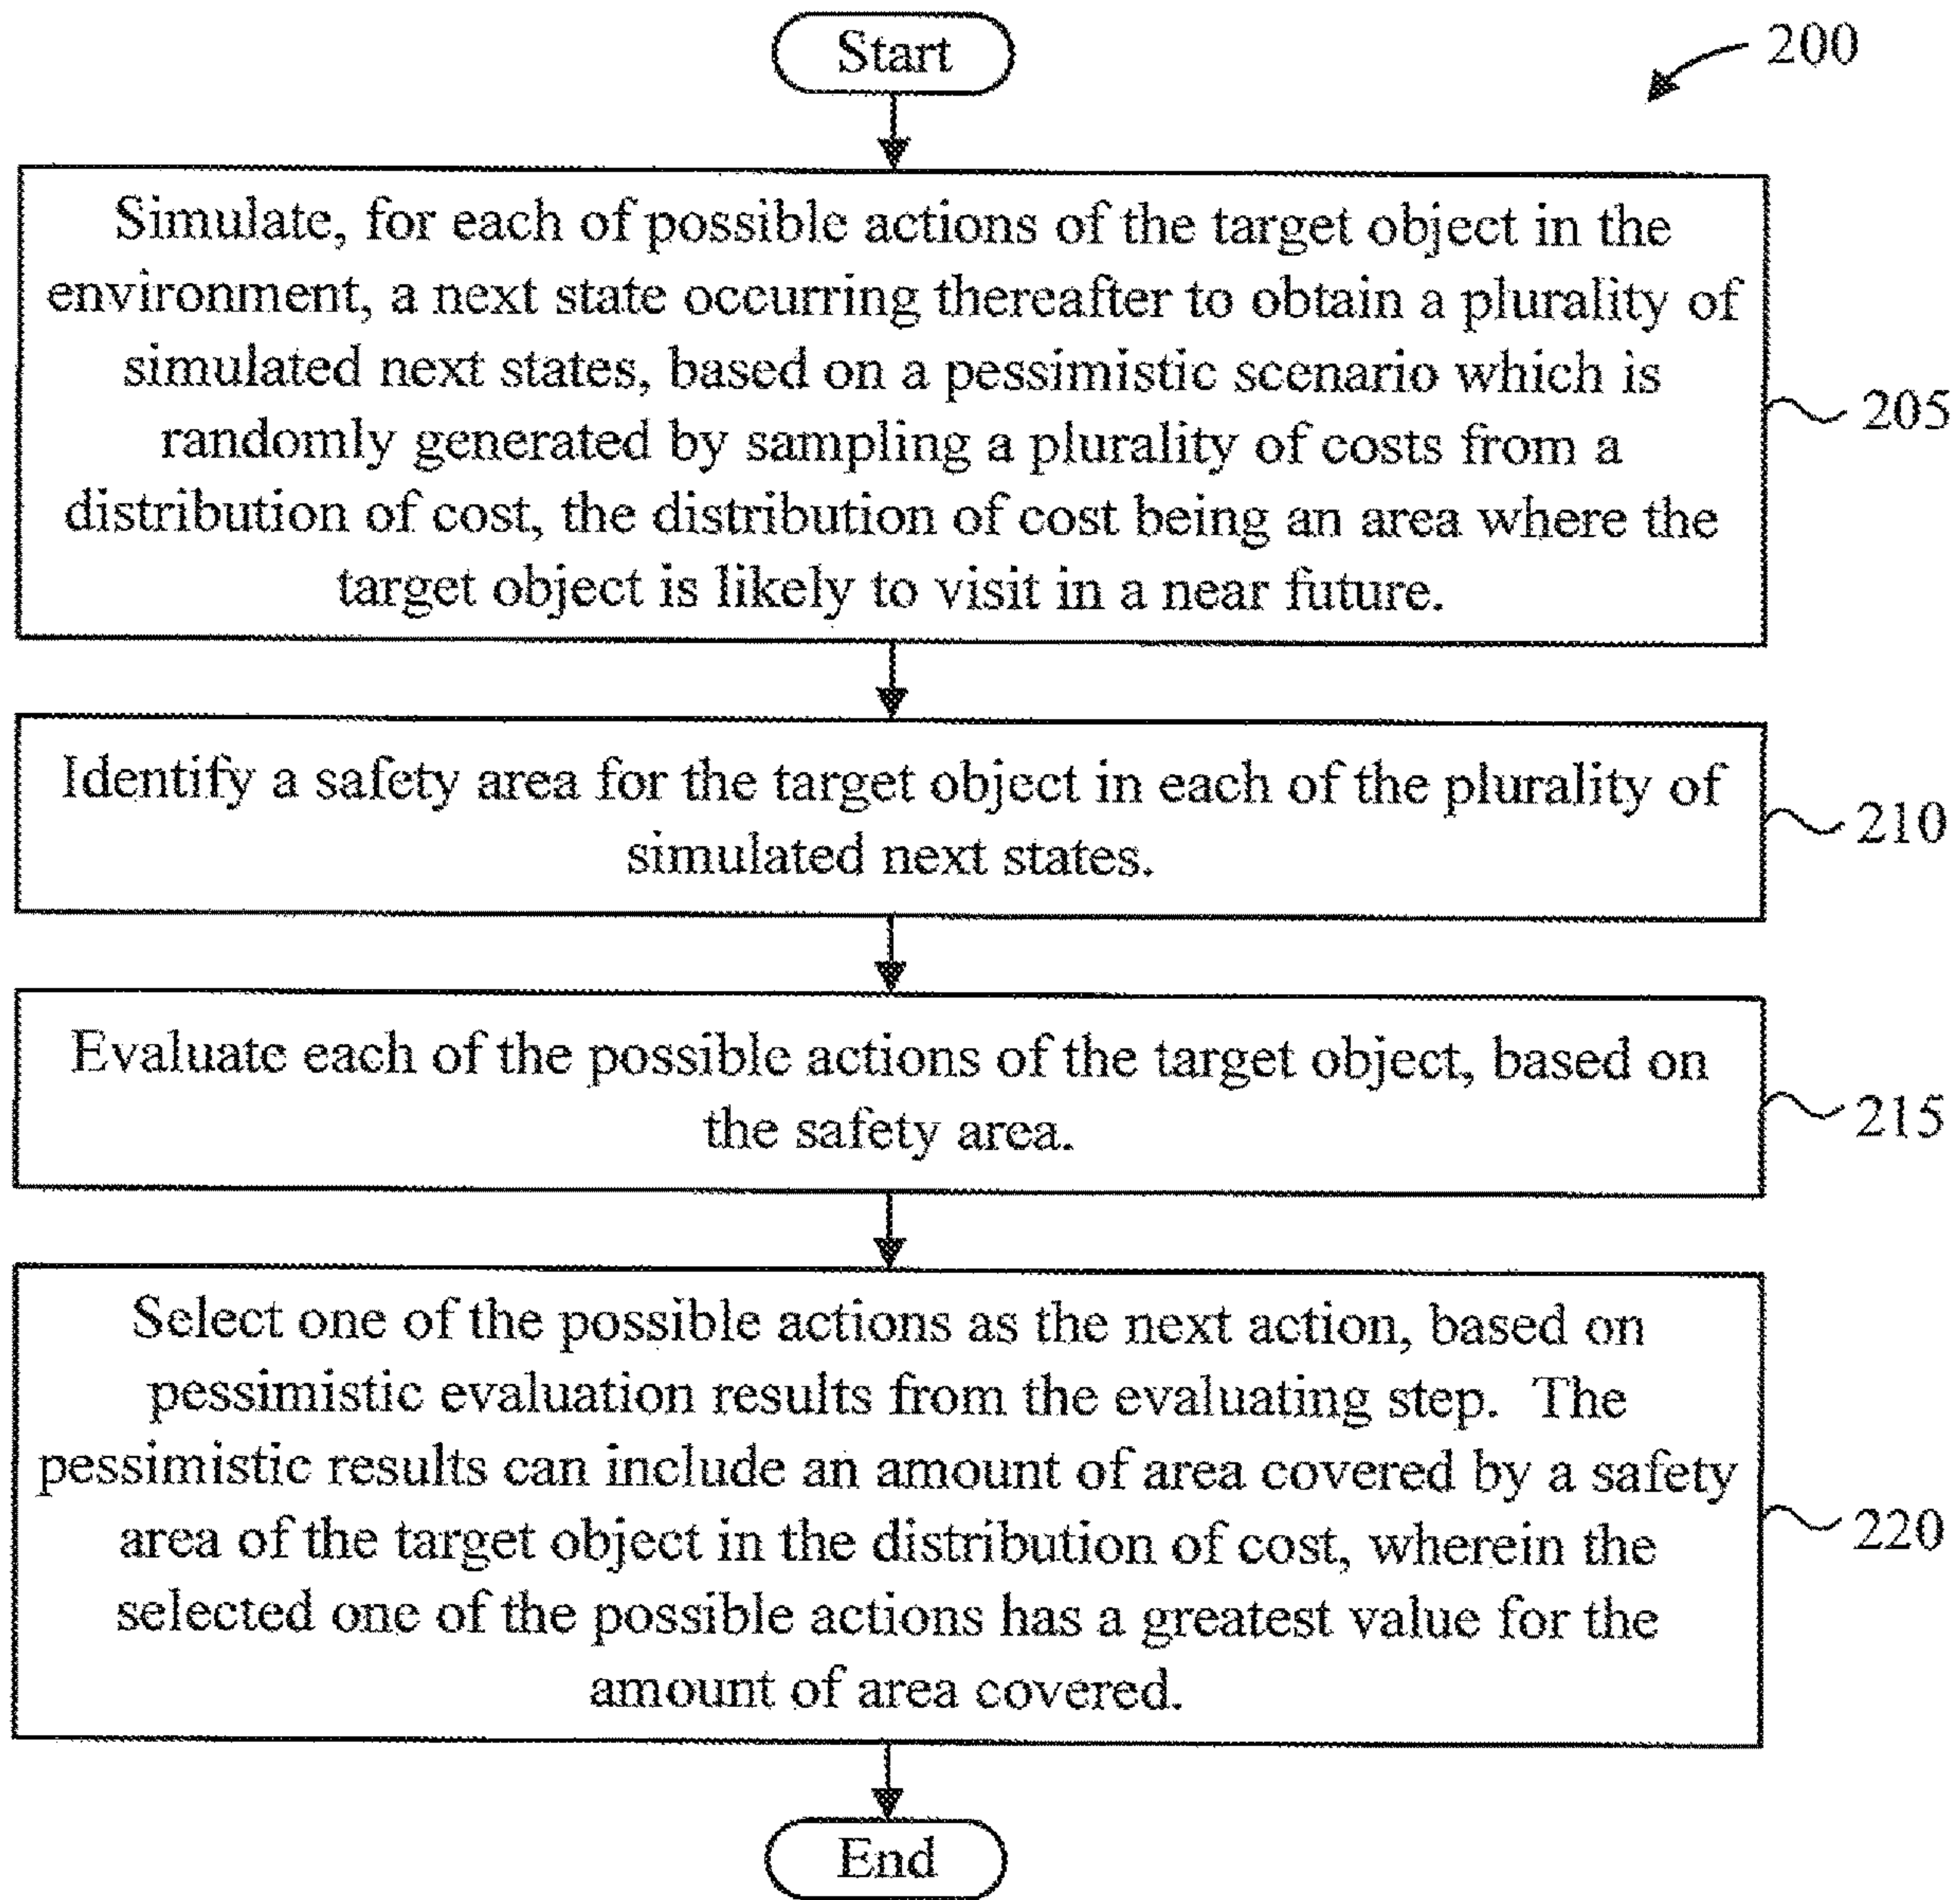 Start
200
Simulate, for each of possible actions of the target object in the
environment, a next state occurring thereafter to obtain a plurality of
simulated next states, based on a pessimistic scenario which is
randomly generated by sampling a plurality of costs from a
distribution of cost, the distribution of cost being an area where the
target object is likely to visit in a near future.
205
Identify a safety area for the target object in each of the plurality of
simulated next states.
210
Evaluate each of the possible actions of the target object, based on
the safety area.
215
Select one of the possible actions as the next action, based on
pessimistic evaluation results from the evaluating step. The
pessimistic results can include an amount of area covered by a safety
area of the target object in the distribution of cost, wherein the
selected one of the possible actions has a greatest value for the
amount of area covered.
220
End